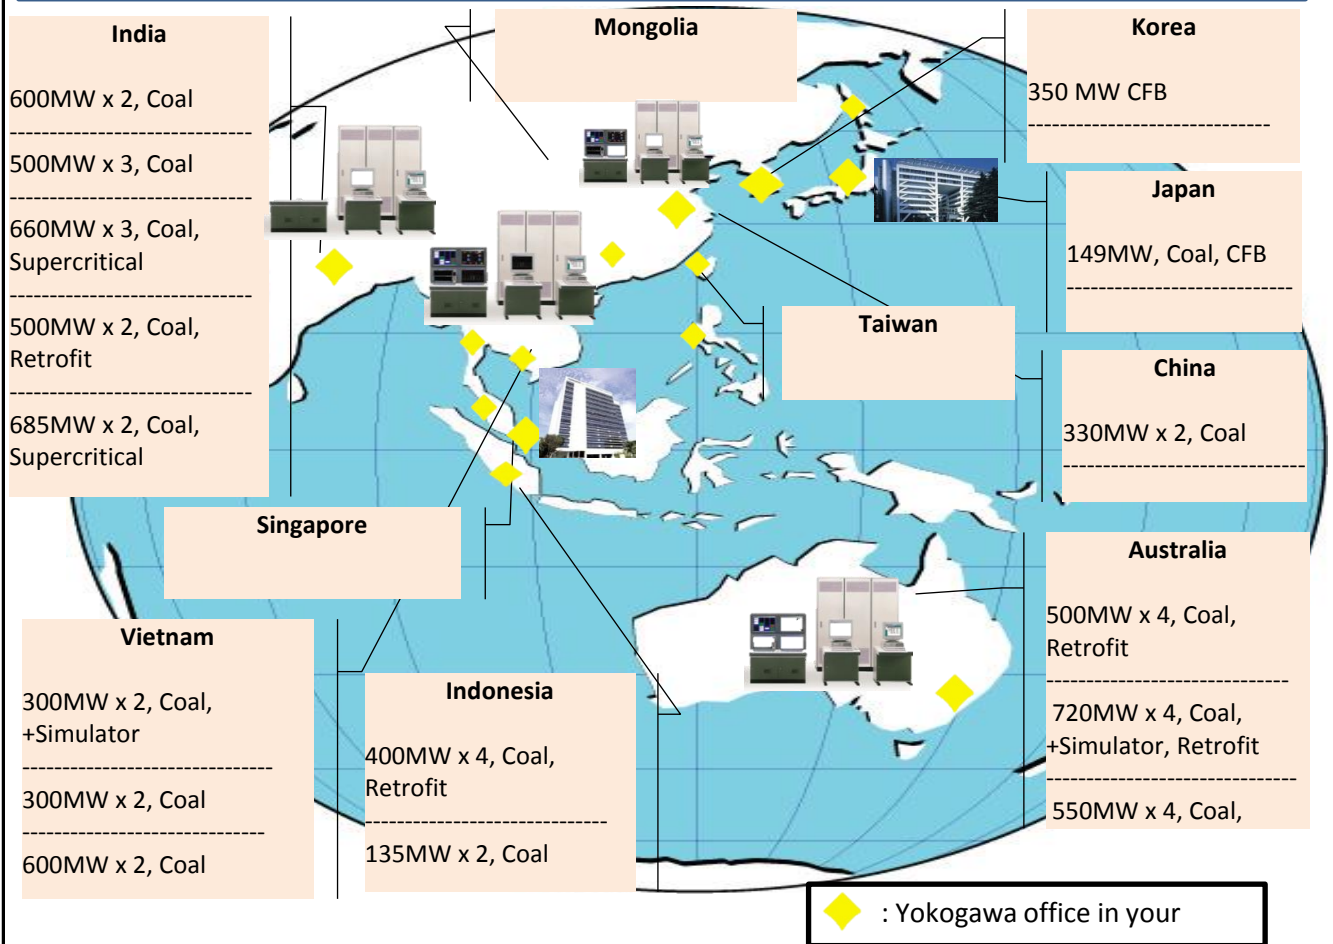 India
600MW x 2, Coal
------------------------------
500MW x 3, Coal
------------------------------
660MW x 3, Coal,
Supercritical
------------------------------
500MW x 2, Coal,
Retrofit
------------------------------
685MW x 2, Coal,
Supercritical
Mongolia
Korea
350 MW CFB
------------------------------
Japan
149MW, Coal, CFB
----------------------------
Taiwan
China
330MW x 2, Coal
------------------------------
Singapore
Vietnam
300MW x 2, Coal,
+Simulator
-------------------------------
300MW x 2, Coal
------------------------------
600MW x 2, Coal
Indonesia
400MW x 4, Coal,
Retrofit
------------------------------
135MW x 2, Coal
Australia
500MW x 4, Coal,
Retrofit
------------------------------
720MW x 4, Coal,
+Simulator, Retrofit
-------------------------------
550MW x 4, Coal,
: Yokogawa office in your